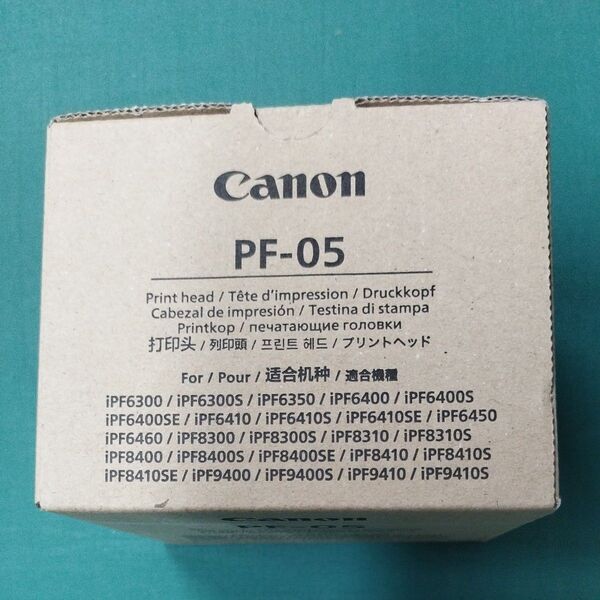 Canon
PF-05
Print head / Tête d'impression / Druckkopf
Cabezal de impresión / Testina di stampa
Printkop / печатающие головки
打印头 / 列印頭 / 프린트 헤드 / プリントヘッド
For / Pour / 适合机种 / 適合機種
iPF6300 / iPF6300S / iPF6350 / iPF6400 / iPF6400S
iPF6400SE / iPF6410 / iPF6410S / iPF6410SE / iPF6450
iPF6460 / iPF8300 / iPF8300S / iPF8310 / iPF8310S
iPF8400 / iPF8400S / iPF8400SE / iPF8410 / iPF8410S
iPF8410SE / iPF9400 / iPF9400S / iPF9410 / iPF9410S
Canon
PF-05